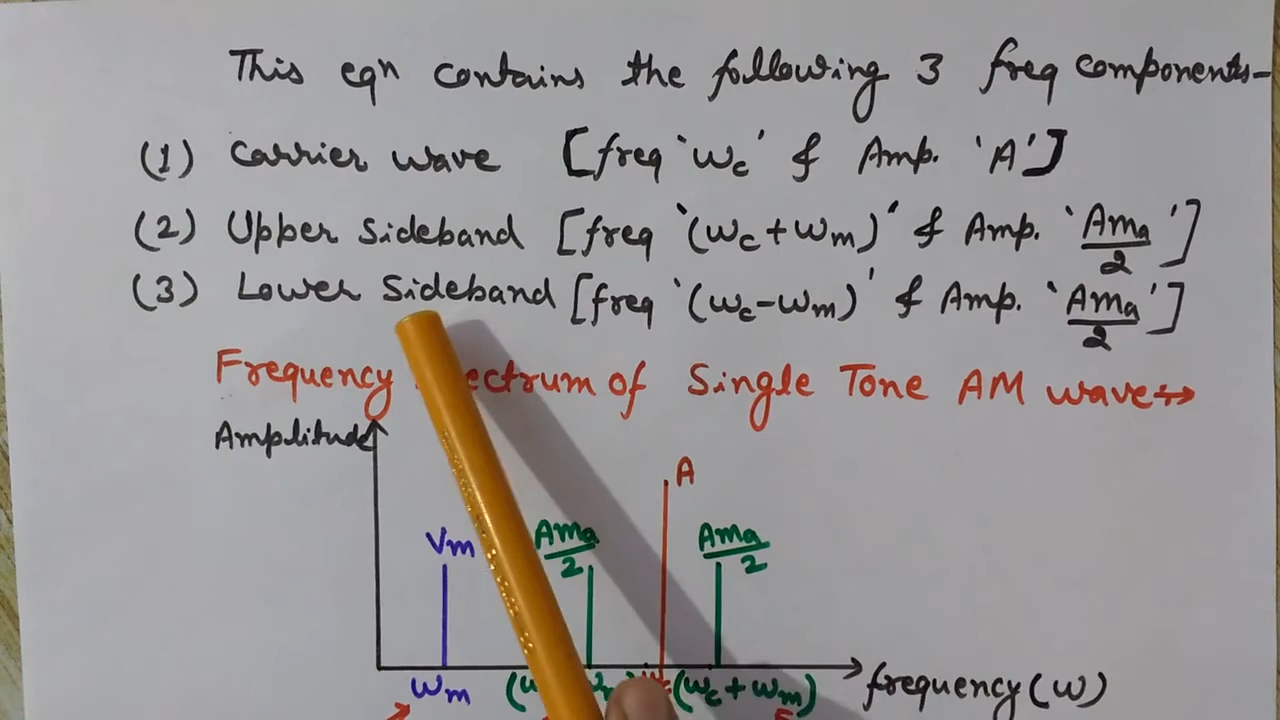 This eqn contains the following 3 freq components-
(1) Carrier wave [freq 'ωc' & Amp. 'A']
(2) Upper Sideband [freq '(ωc+ωm)' & Amp. 'Ama/2']
(3) Lower Sideband [freq '(ωc-ωm)' & Amp. 'Ama/2']
Frequency of Single Tone AM wave↔
Amplitude
A
Vm
Ama/2
Ama/2
ωm
(ωc+ωm)
frequency(ω)